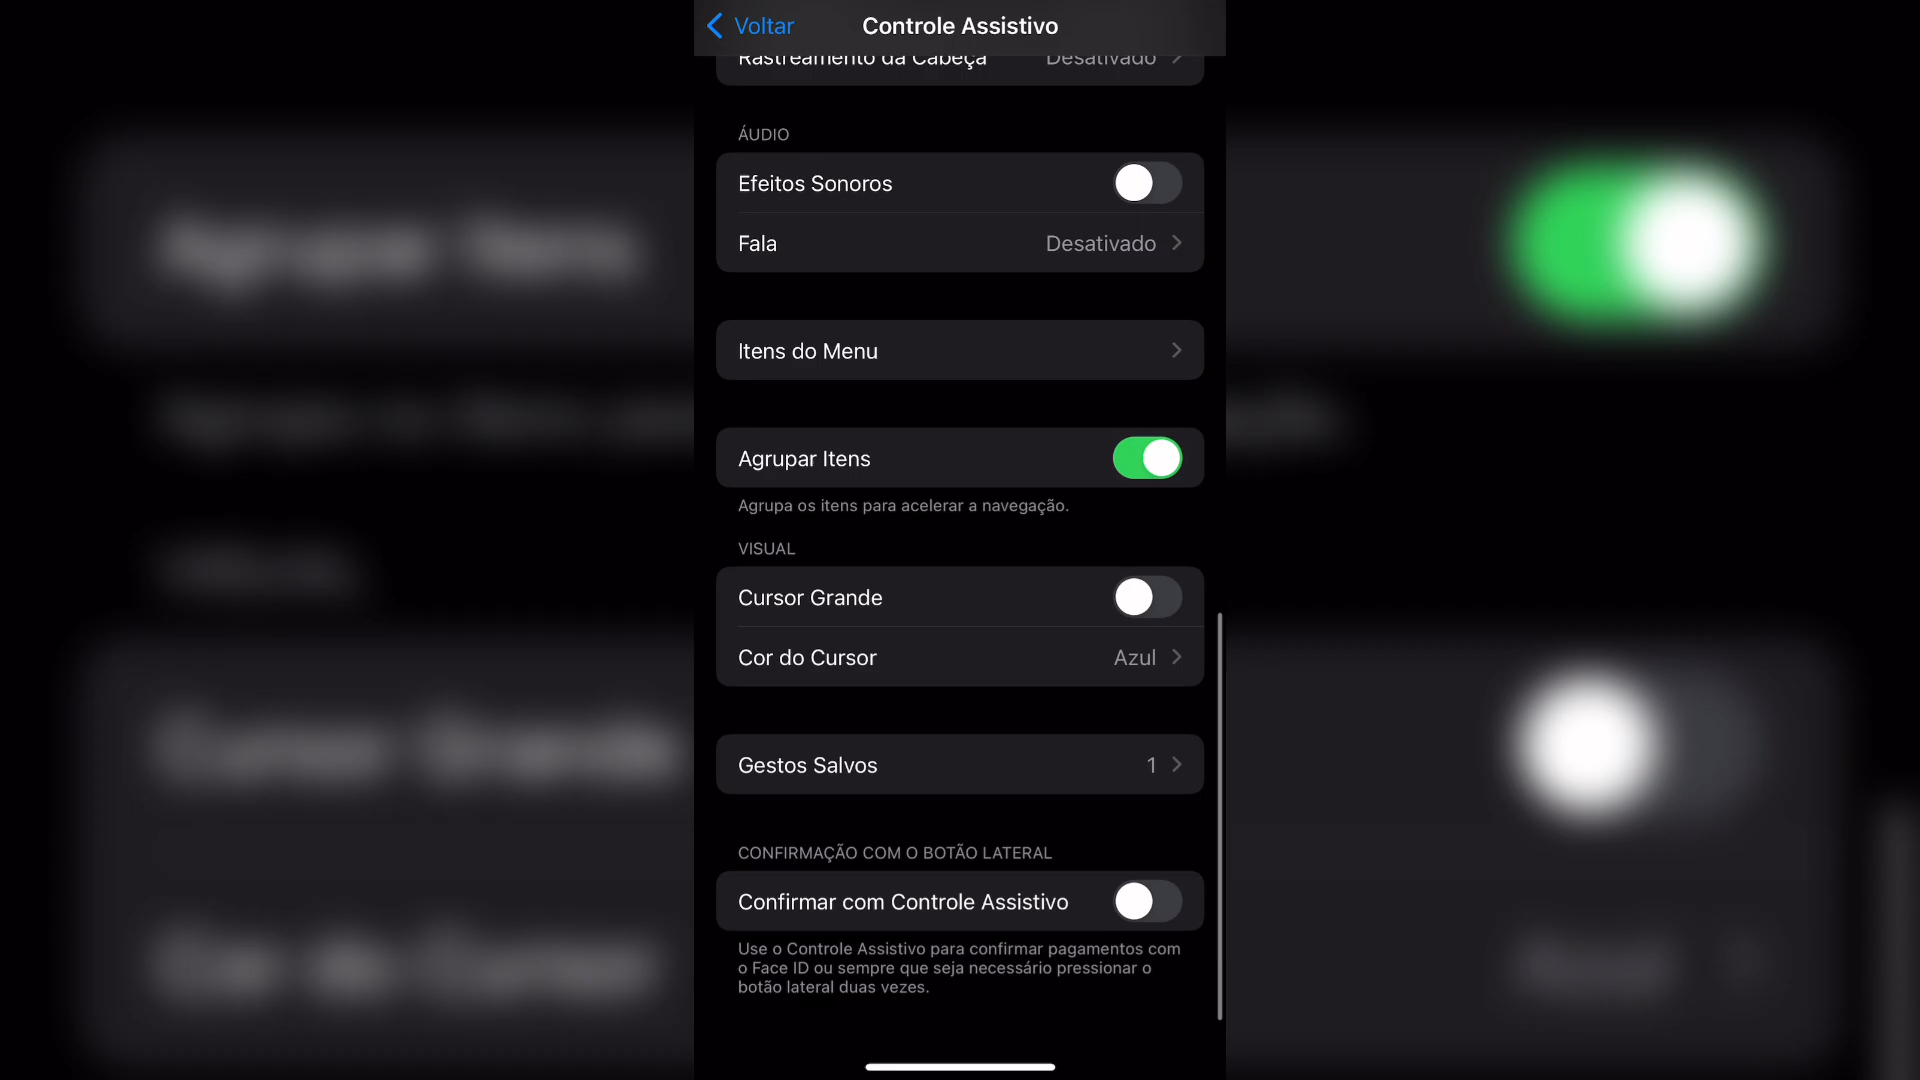 Voltar
Controle Assistivo
Rastreamento da Cabeça
Desativado
ÁUDIO
Efeitos Sonoros
Fala
Desativado
Itens do Menu
Agrupar Itens
Agrupa os itens para acelerar a navegação.
VISUAL
Cursor Grande
Cor do Cursor
Azul
Gestos Salvos
1
CONFIRMAÇÃO COM O BOTÃO LATERAL
Confirmar com Controle Assistivo
Use o Controle Assistivo para confirmar pagamentos com
o Face ID ou sempre que seja necessário pressionar o
botão lateral duas vezes.